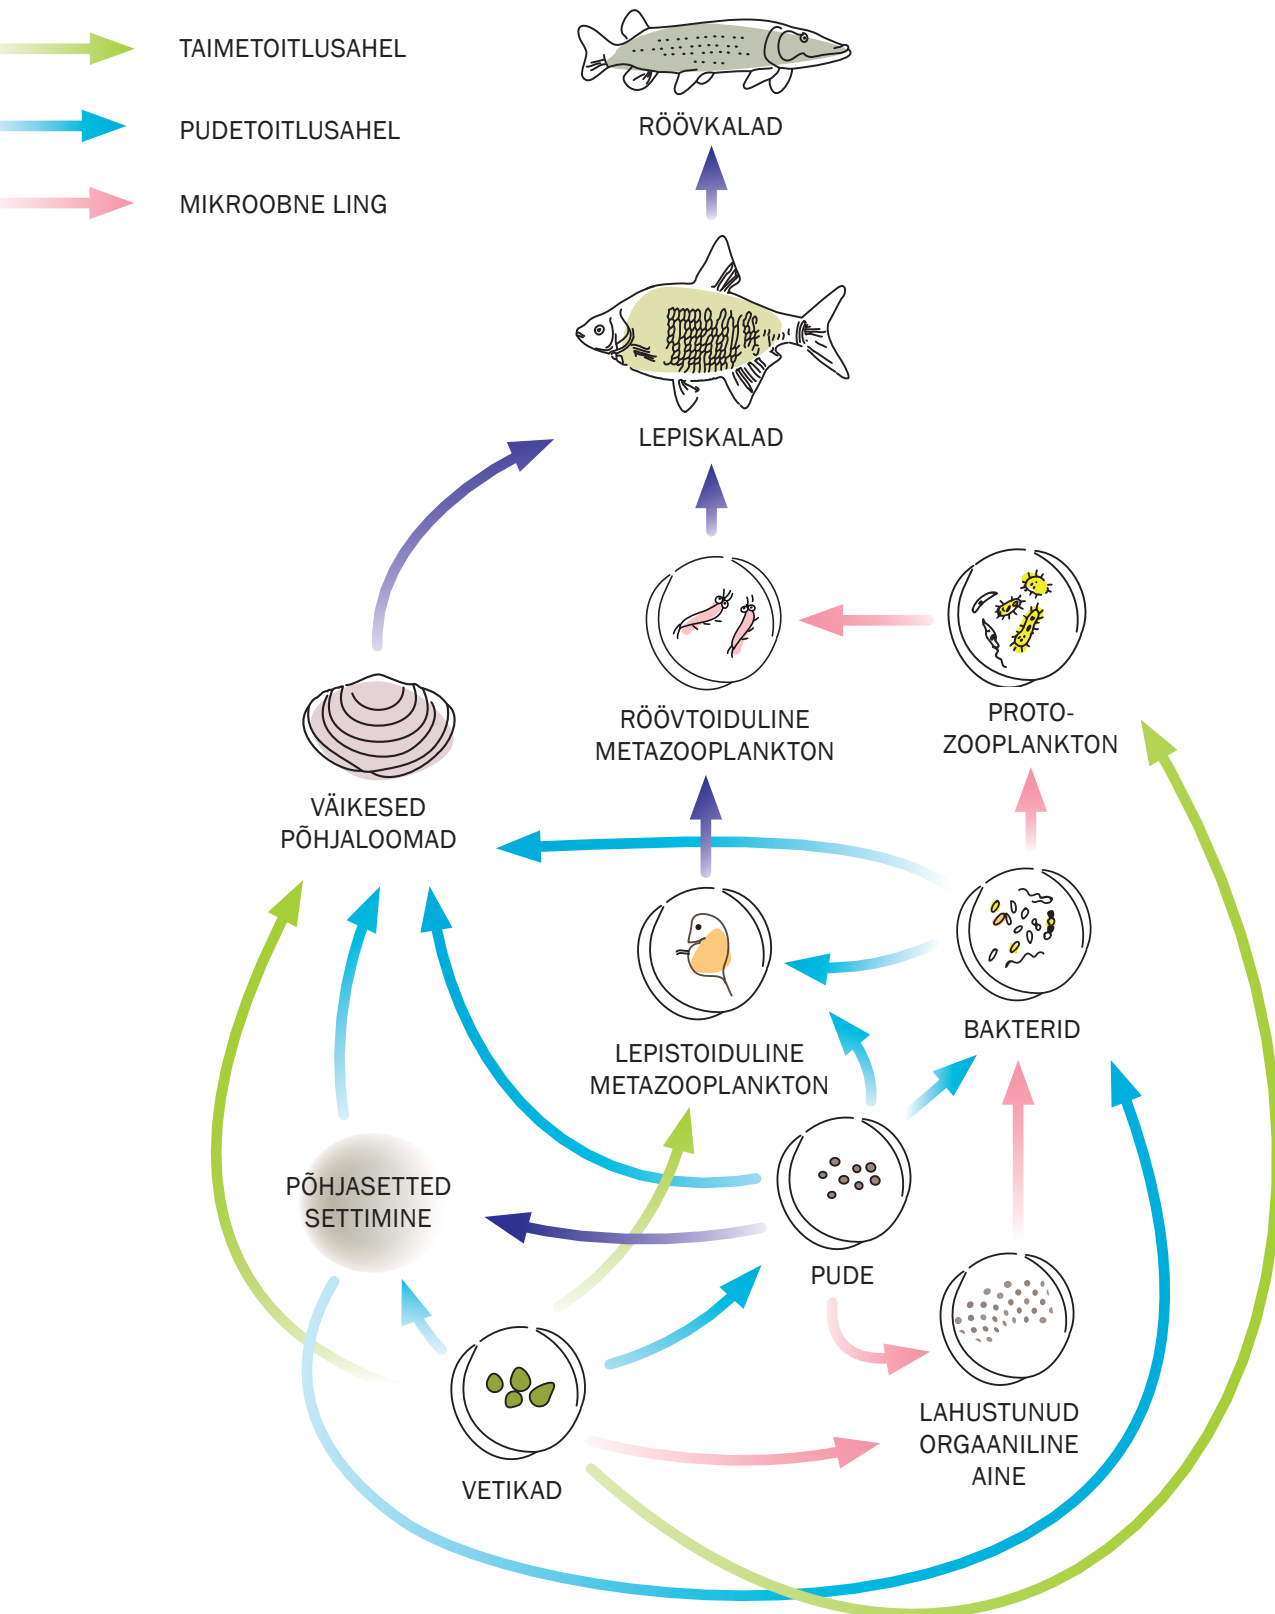 TAIMETOITLUSAHEL
PUDETOITLUSAHEL
MIKROOBNE LING
RÖÖVKALAD
LEPISKALAD
RÖÖVTOIDULINE
METAZOOPLANKTON
PROTO-
ZOOPLANKTON
VÄIKESED
PÕHJALOOMAD
BAKTERID
LEPISTOIDULINE
METAZOOPLANKTON
PÕHJASETTED
SETTIMINE
PUDE
LAHUSTUNUD
ORGAANILINE
AINE
VETIKAD